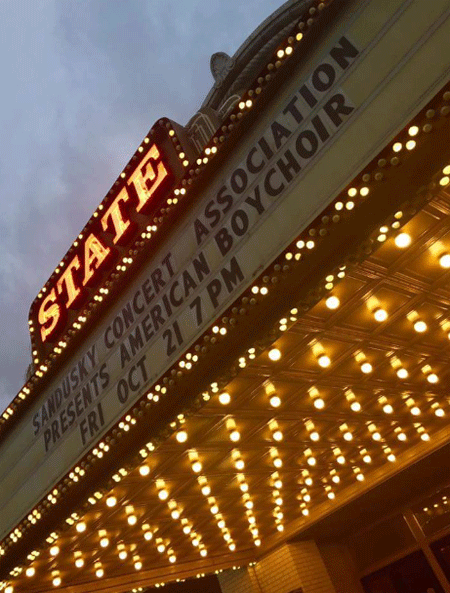 STATE
SANDUSKY CONCERT ASSOCIATION
PRESENTS AMERICAN BOYCHOIR
FRI OCT 21 7 PM